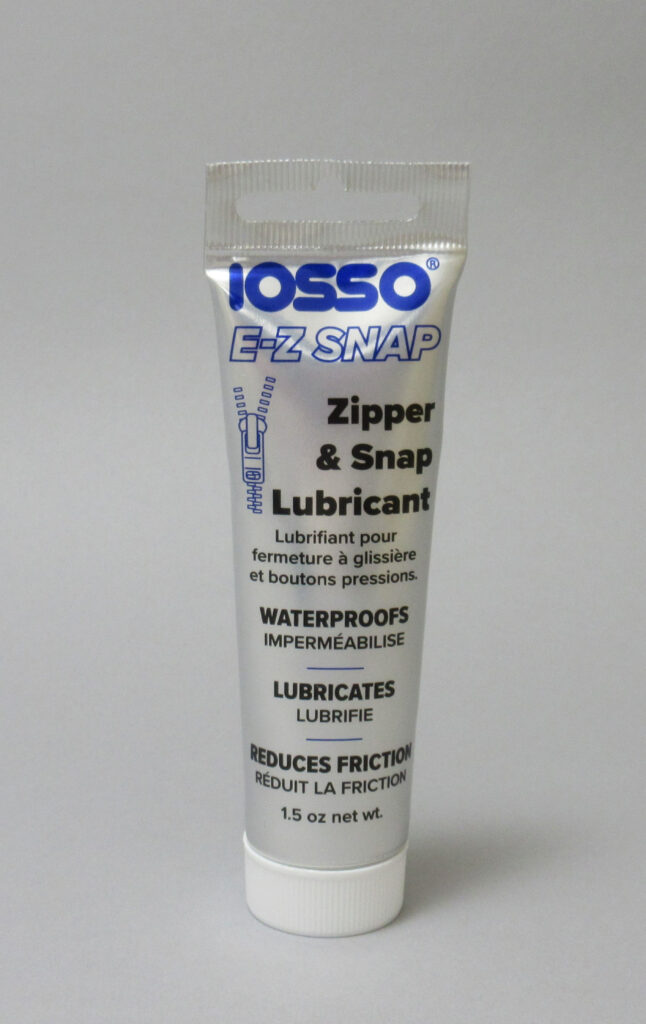 IOSSO®
E-Z SNAP
Zipper
& Snap
Lubricant
Lubrifiant pour
fermeture à glissière
et boutons pressions.
WATERPROOFS
IMPERMÉABILISE
LUBRICATES
LUBRIFIE
REDUCES FRICTION
RÉDUIT LA FRICTION
1.5 oz net wt.